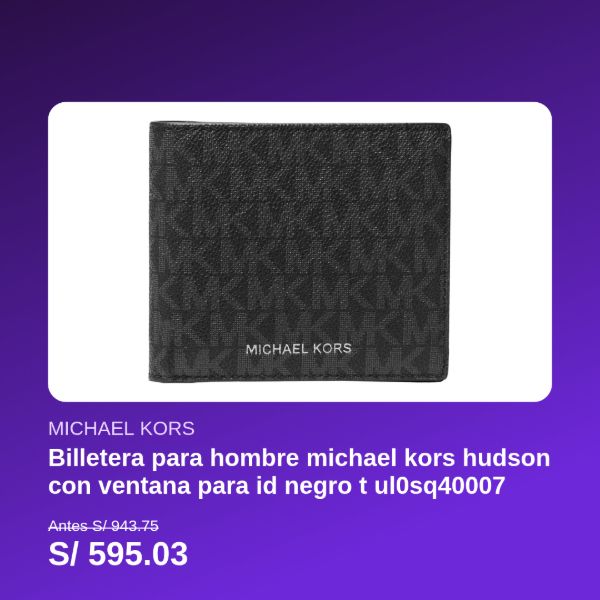 MICHAEL KORS
MICHAEL KORS
Billetera para hombre michael kors hudson
con ventana para id negro t ul0sq40007
Antes S/ 943.75
S/ 595.03